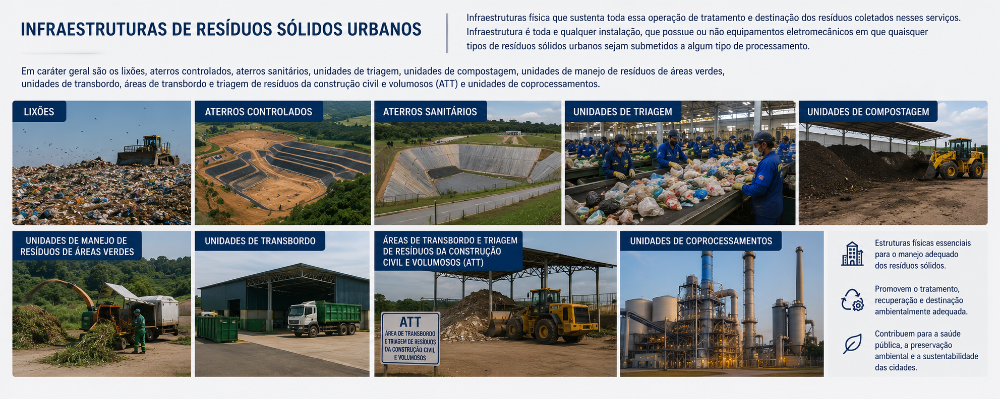 INFRAESTRUTURAS DE RESÍDUOS SÓLIDOS URBANOS
Infraestruturas física que sustenta toda essa operação de tratamento e destinação dos resíduos coletados nesses serviços.
Infraestrutura é toda e qualquer instalação, que possue ou não equipamentos eletromecânicos em que quaisquer
tipos de resíduos sólidos urbanos sejam submetidos a algum tipo de processamento.
Em caráter geral são os lixões, aterros controlados, aterros sanitários, unidades de triagem, unidades de compostagem, unidades de manejo de resíduos de áreas verdes,
unidades de transbordo, áreas de transbordo e triagem de resíduos da construção civil e volumosos (ATT) e unidades de coprocessamentos.
LIXÕES
ATERROS CONTROLADOS
ATERROS SANITÁRIOS
UNIDADES DE TRIAGEM
UNIDADES DE COMPOSTAGEM
UNIDADES DE MANEJO DE
RESÍDUOS DE ÁREAS VERDES
UNIDADES DE TRANSBORDO
ÁREAS DE TRANSBORDO E TRIAGEM
DE RESÍDUOS DA CONSTRUÇÃO
CIVIL E VOLUMOSOS (ATT)
ATT
ÁREA DE TRANSBORDO
E TRIAGEM DE RESÍDUOS
DA CONSTRUÇÃO CIVIL
E VOLUMOSOS
UNIDADES DE COPROCESSAMENTOS
Estruturas físicas essenciais
para o manejo adequado
dos resíduos sólidos.
Promovem o tratamento,
recuperação e destinação
ambientalmente adequada.
Contribuem para a saúde
pública, a preservação
ambiental e a sustentabilidade
das cidades.